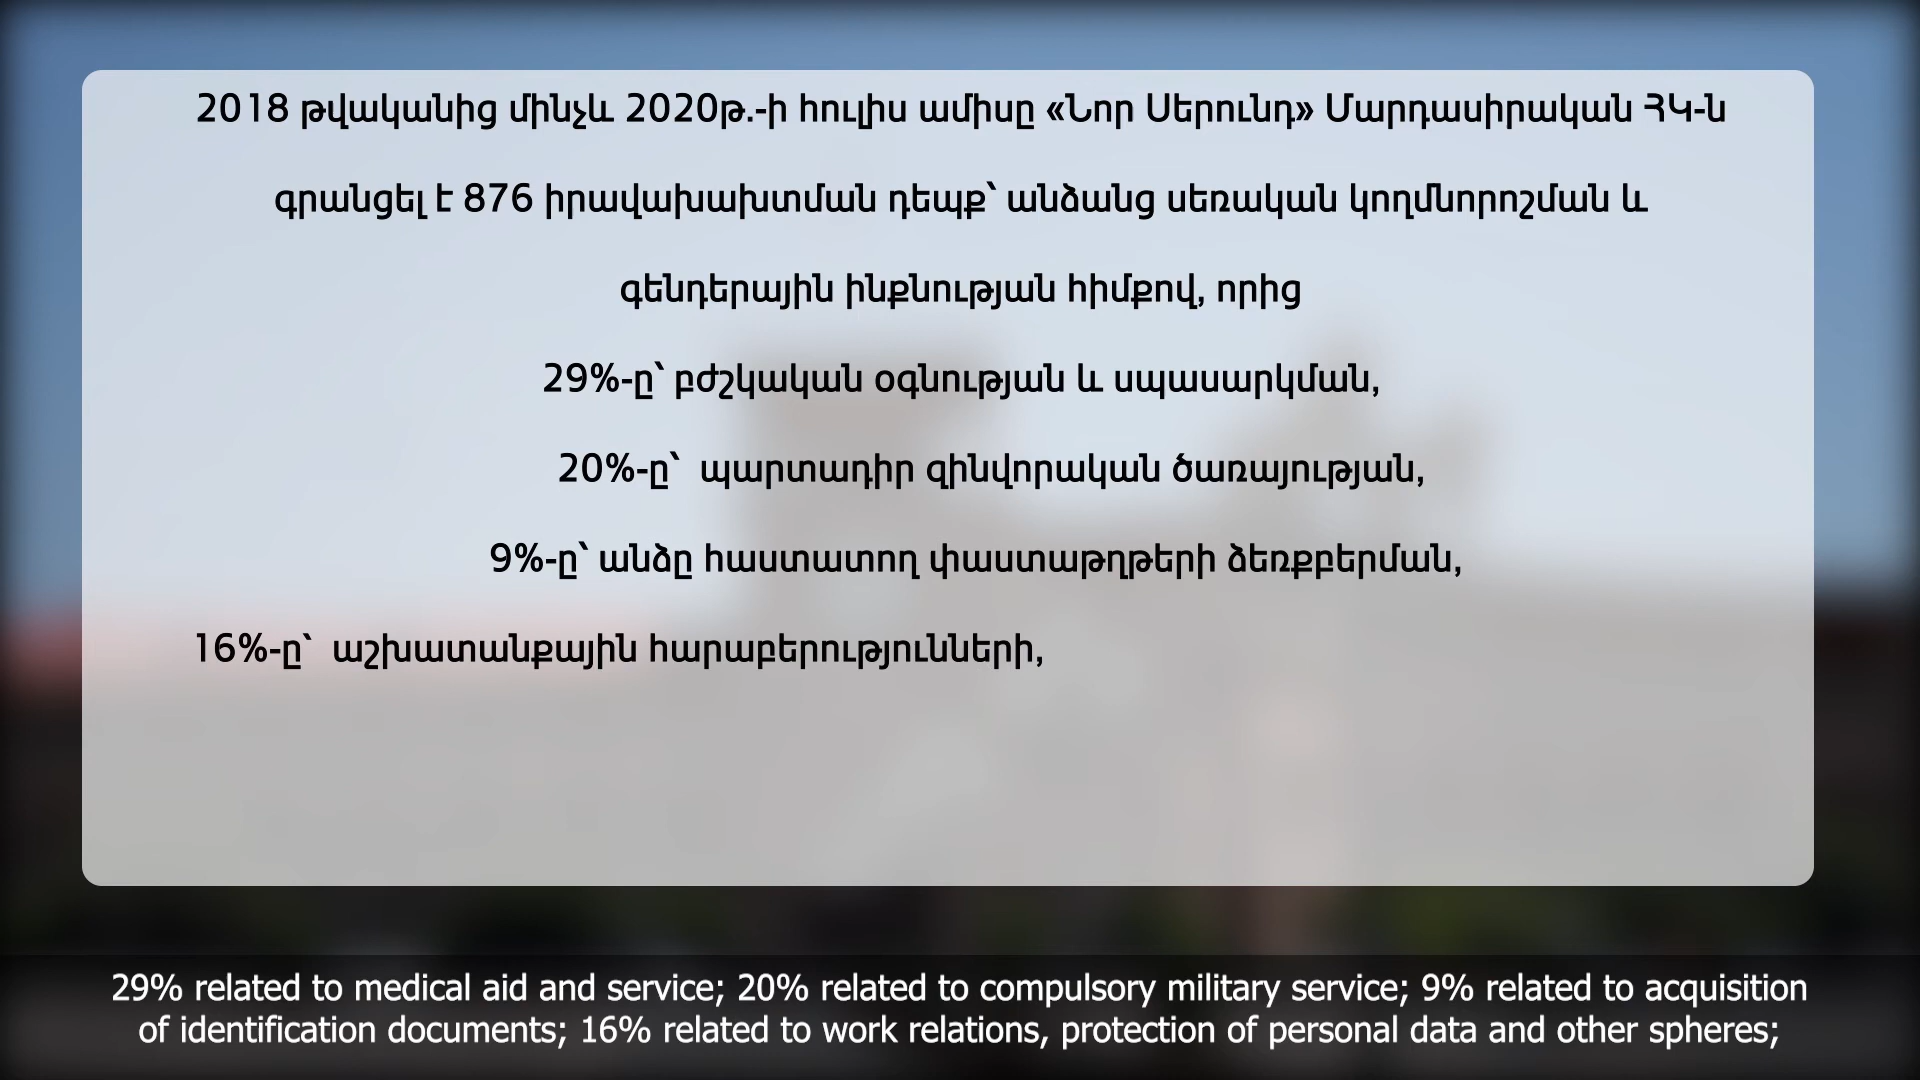 2018 թվականից մինչև 2020թ.-ի հուլիս ամիսը «Նոր Սերունդ» Մարդասիրական ՀԿ-ն
գրանցել է 876 իրավախախտման դեպք՝ անձանց սեռական կողմնորոշման և
գենդերային ինքնության հիմքով, որից
29%-ը՝ բժշկական օգնության և սպասարկման,
20%-ը՝ պարտադիր զինվորական ծառայության,
9%-ը՝ անձը հաստատող փաստաթղթերի ձեռքբերման,
16%-ը՝ աշխատանքային հարաբերությունների,
29% related to medical aid and service; 20% related to compulsory military service; 9% related to acquisition
of identification documents; 16% related to work relations, protection of personal data and other spheres;